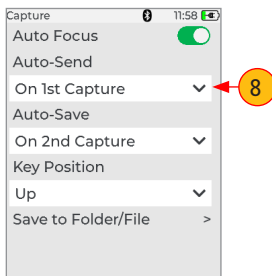 Capture 11:58
Auto Focus
Auto-Send
On 1st Capture
8
Auto-Save
On 2nd Capture
Key Position
Up
Save to Folder/File >